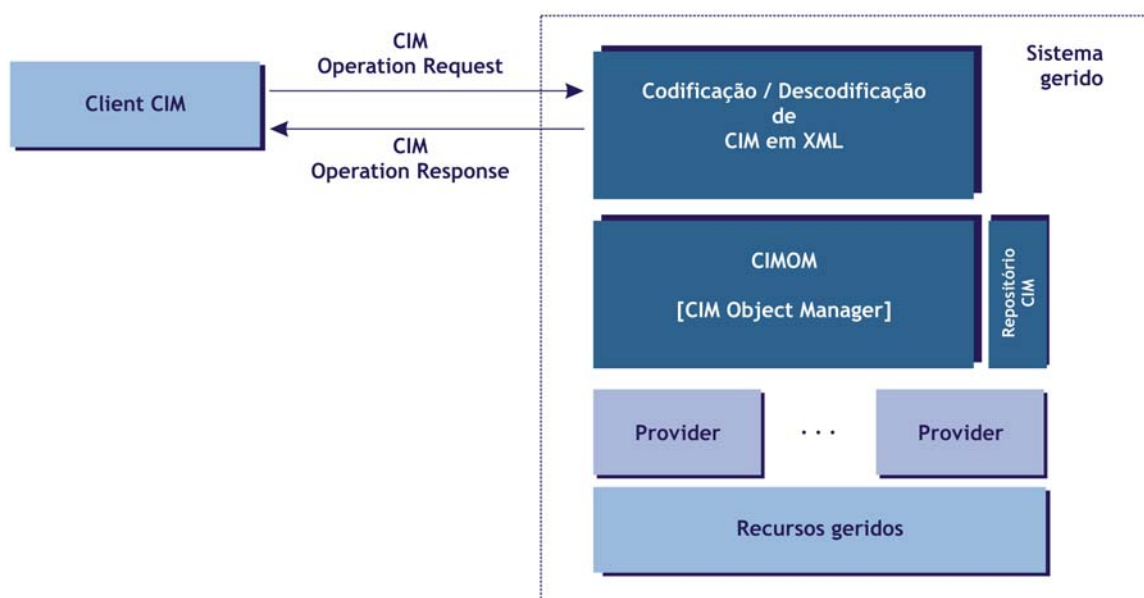 CIM
Operation Request
Client CIM
CIM
Operation Response
Sistema
gerido
Codificação / Descodificação
de
CIM em XML
CIMOM
[CIM Object Manager]
Repositório
CIM
Provider
. . .
Provider
Recursos geridos